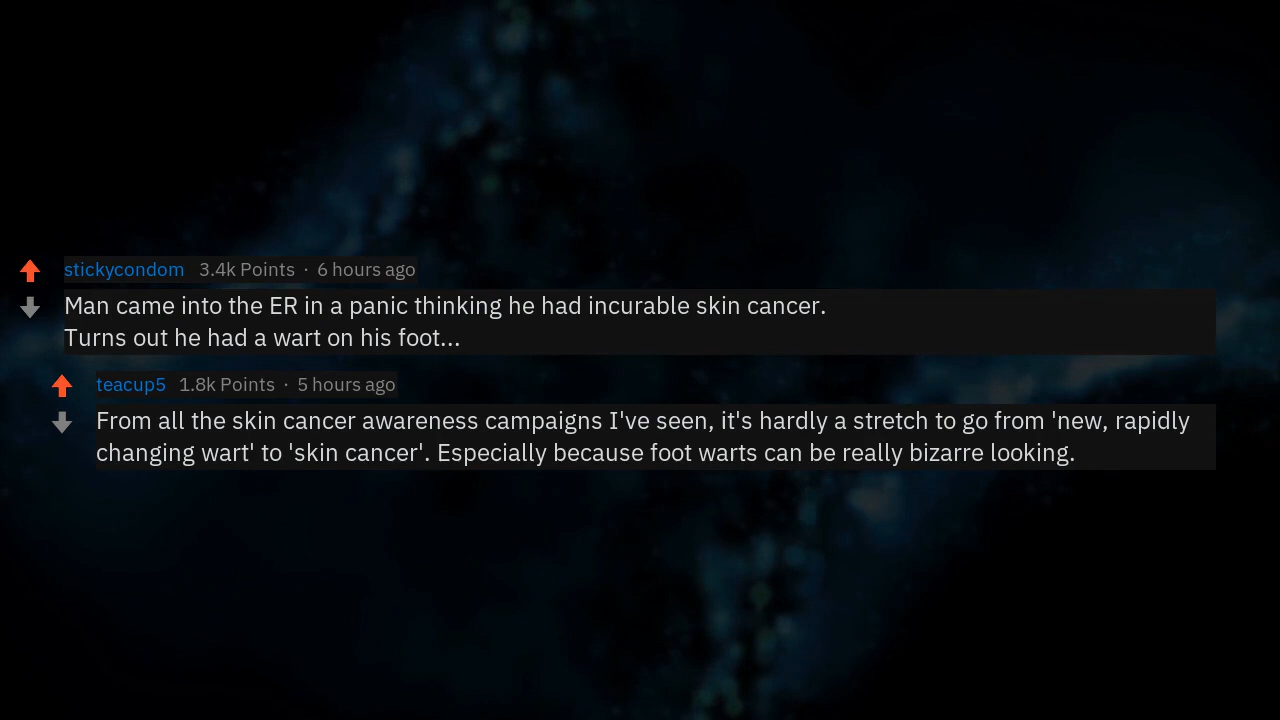 stickycondom 3.4k Points · 6 hours ago
Man came into the ER in a panic thinking he had incurable skin cancer.
Turns out he had a wart on his foot...
teacup5 1.8k Points · 5 hours ago
From all the skin cancer awareness campaigns I've seen, it's hardly a stretch to go from 'new, rapidly
changing wart' to 'skin cancer'. Especially because foot warts can be really bizarre looking.